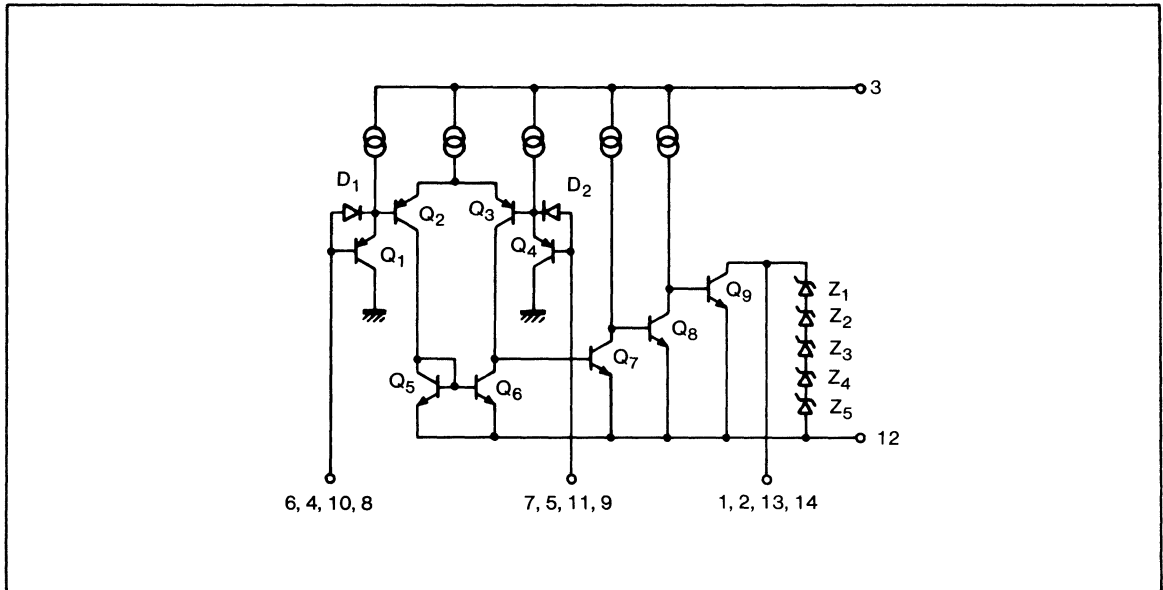 3
D1
D2
Q2
Q3
Q1
Q4
Q9
Z1
Z2
Q8
Z3
Q7
Z4
Q5
Q6
Z5
12
6, 4, 10, 8
7, 5, 11, 9
1, 2, 13, 14